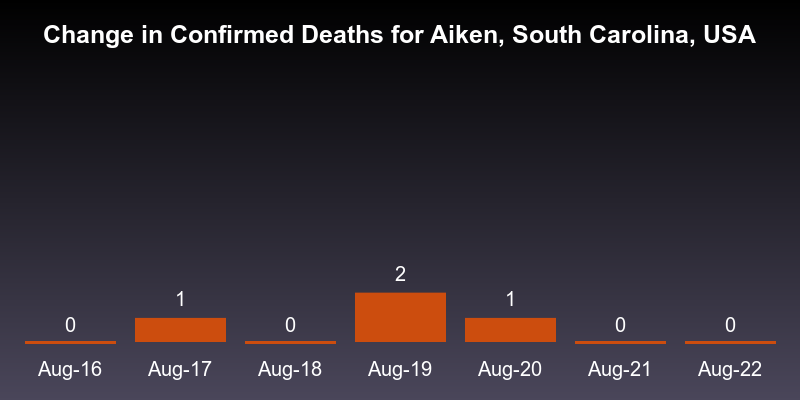 Change in Confirmed Deaths for Aiken, South Carolina, USA
0 1 0 2 1 0 0
Aug-16 Aug-17 Aug-18 Aug-19 Aug-20 Aug-21 Aug-22